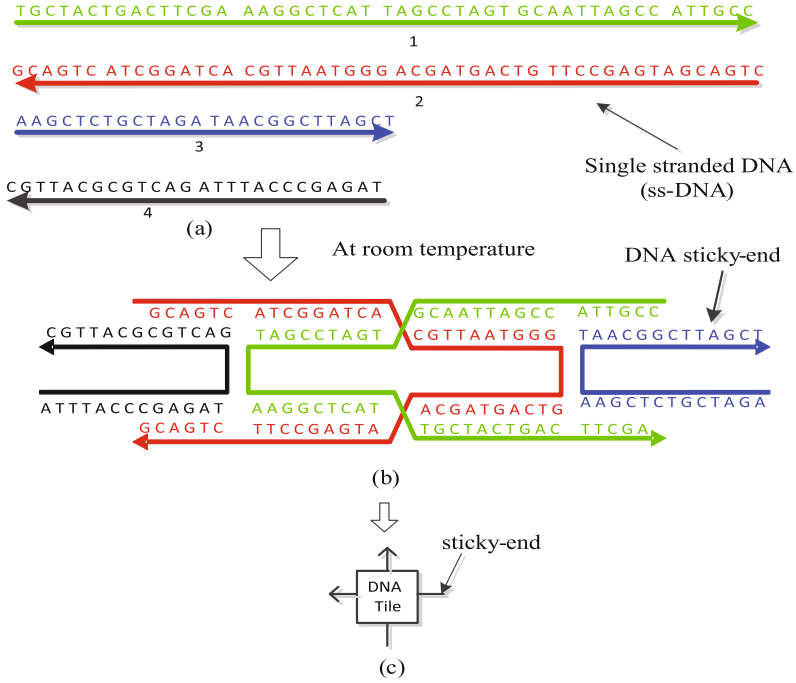 TGCTACTGACTTCGA AAGGCTCAT TAGCCTAGT GCAATTAGCC ATTGCC
1
GCAGTC ATCGGATCA CGTTAATGGG ACGATGACTG TTCCGAGTAGCAGTC
2
AAGCTCTGCTAGA TAACGGCTTAGCT
3
Single stranded DNA
(ss-DNA)
CGTTACGCGTCAG ATTTACCCGAGAT
4
(a)
At room temperature
DNA sticky-end
GCAGTC ATCGGATCA GCAATTAGCC ATTGCC
CGTTACGCGTCAG TAGCCTAGT CGTTAATGGG TAACGGCTTAGCT
ATTTACCCGAGAT AAGGCTCAT ACGATGACTG AAGCTCTGCTAGA
GCAGTC TTCCGAGTA TGCTACTGAC TTCGA
(b)
sticky-end
DNA
Tile
(c)